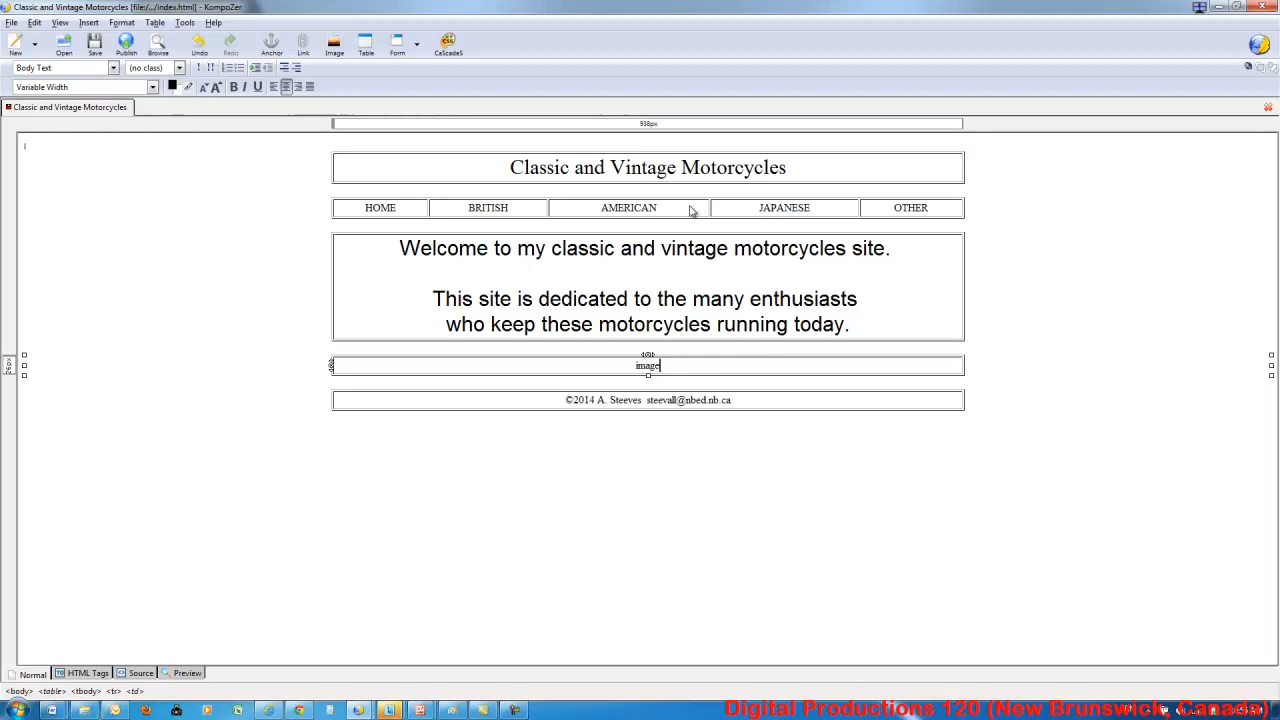 Classic and Vintage Motorcycles [file:/.../index.html] - KompoZer
File Edit View Insert Format Table Tools Help
New Open Save Publish Browse Undo Redo Anchor Link Image Table Form CaScadeS
Body Text (no class)
Variable Width
Classic and Vintage Motorcycles
938px
Classic and Vintage Motorcycles
HOME BRITISH AMERICAN JAPANESE OTHER
Welcome to my classic and vintage motorcycles site.
This site is dedicated to the many enthusiasts
who keep these motorcycles running today.
26px
image
©2014 A. Steeves steevall@nbed.nb.ca
Normal HTML Tags Source Preview
<body> <table> <tbody> <tr> <td>
Digital Productions 120 (New Brunswick, Canada)